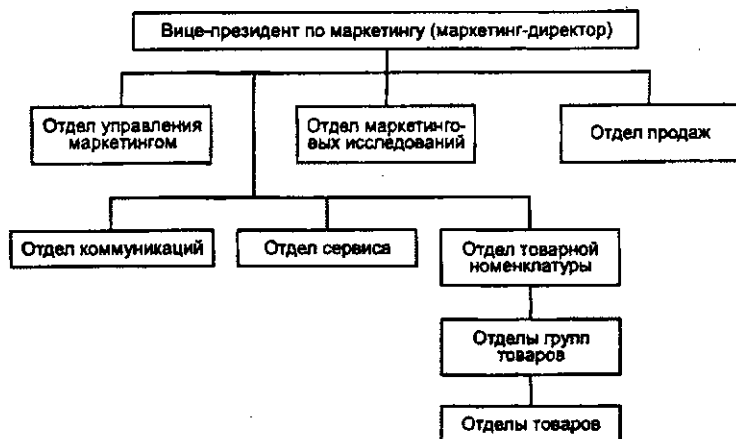 Вице-президент по маркетингу (маркетинг-директор)
Отдел управления
маркетингом
Отдел маркетинго-
вых исследований
Отдел продаж
Отдел коммуникаций
Отдел сервиса
Отдел товарной
номенклатуры
Отделы групп
товаров
Отделы товаров